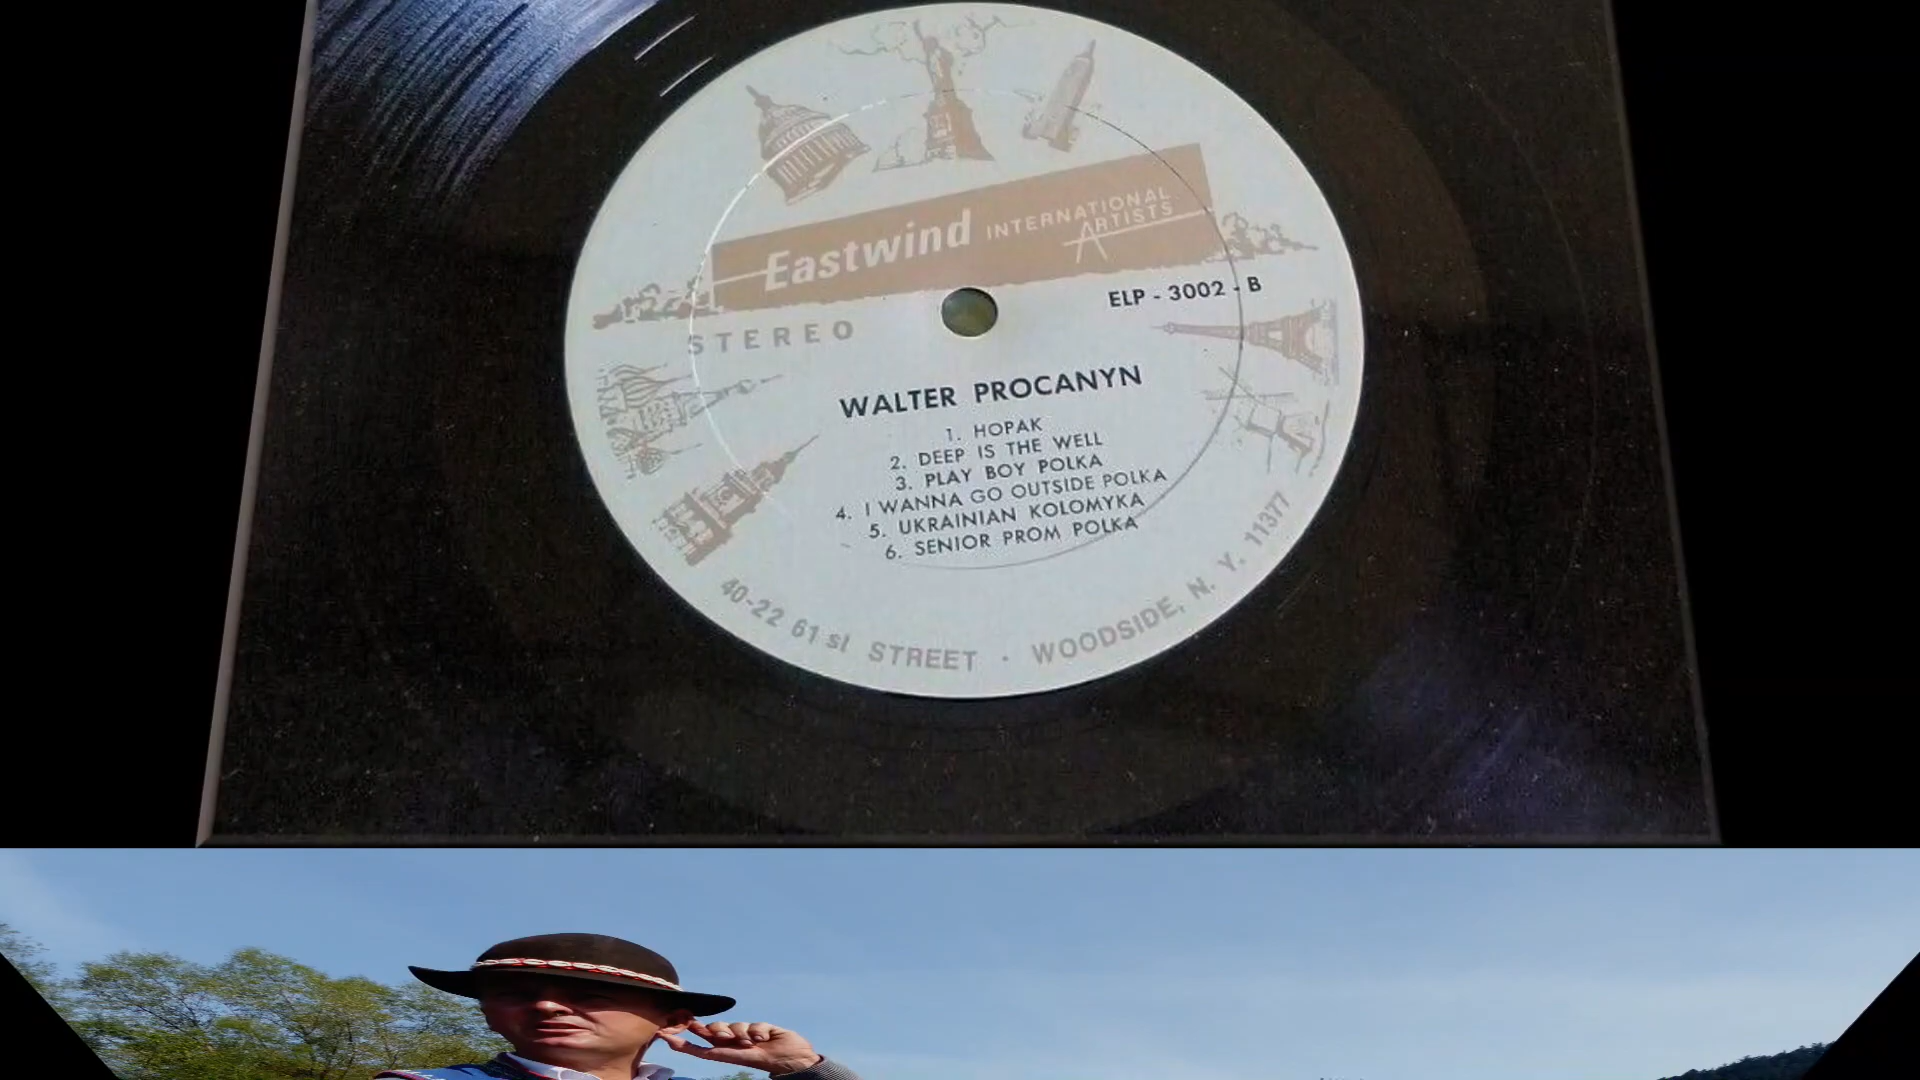 Eastwind INTERNATIONAL ARTISTS
ELP - 3002 - B
STEREO
WALTER PROCANYN
1. HOPAK
2. DEEP IS THE WELL
3. PLAY BOY POLKA
4. I WANNA GO OUTSIDE POLKA
5. UKRAINIAN KOLOMYKA
6. SENIOR PROM POLKA
40-22 61 st STREET · WOODSIDE, N. Y. 11377